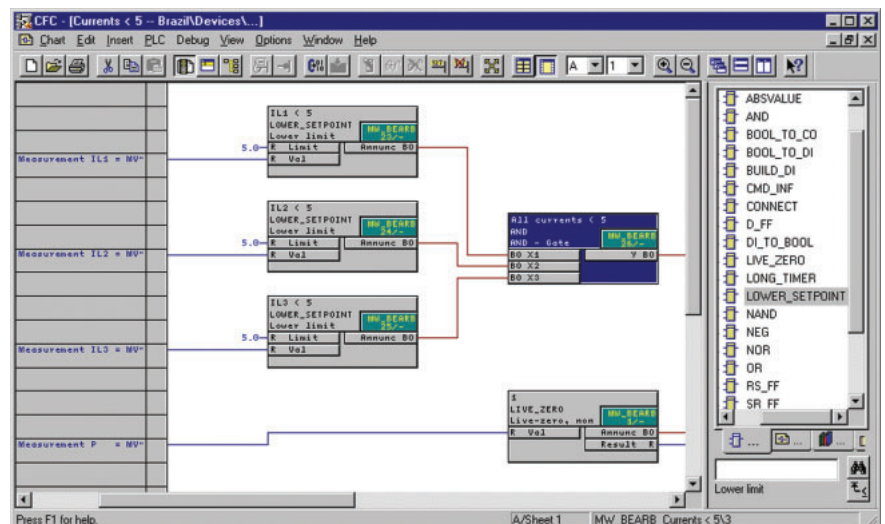 CFC - [Currents < 5 -- Brazil\Devices\...]
Chart Edit Insert PLC Debug View Options Window Help
A 1
IL1 < 5
LOWER_SETPOINT
Lower limit
MW_BEARB
23/-
5.0 R Limit Annunc BO
Measurement IL1 = MV~ R Val
IL2 < 5
LOWER_SETPOINT
Lower limit
MW_BEARB
24/-
5.0 R Limit Annunc BO
Measurement IL2 = MV~ R Val
IL3 < 5
LOWER_SETPOINT
Lower limit
MW_BEARB
25/-
5.0 R Limit Annunc BO
Measurement IL3 = MV~ R Val
All currents < 5
AND
AND - Gate
MW_BEARB
26/-
BO X1 Y BO
BO X2
BO X3
LIVE_ZERO
Live-zero, mon
MW_BEARB
1/-
Measurement P = MV~ R Val Annunc BO
Result R
ABSVALUE
AND
BOOL_TO_CO
BOOL_TO_DI
BUILD_DI
CMD_INF
CONNECT
D_FF
DI_TO_BOOL
LIVE_ZERO
LONG_TIMER
LOWER_SETPOINT
NAND
NEG
NOR
OR
RS_FF
SR_FF
Lower limit
Press F1 for help. A/Sheet 1 MW_BEARB Currents < 5\3